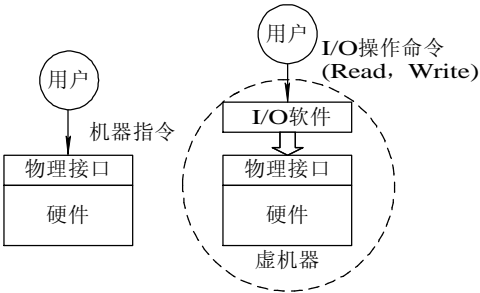 用户
机器指令
物理接口
硬件
用户
I/O操作命令
(Read，Write)
I/O软件
物理接口
硬件
虚机器